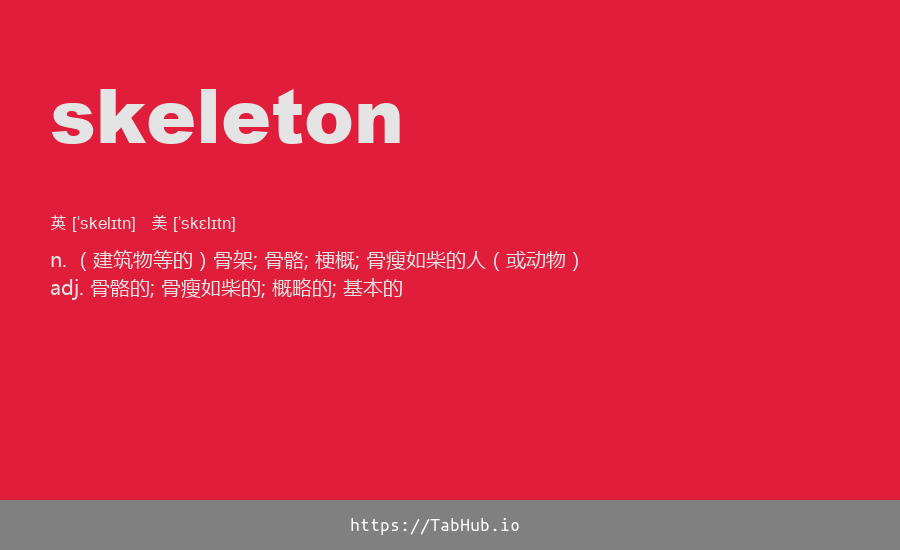 skeleton
英 [ˈskelɪtn] 美 [ˈskɛlɪtn]
n. （建筑物等的）骨架; 骨骼; 梗概; 骨瘦如柴的人（或动物）
adj. 骨骼的; 骨瘦如柴的; 概略的; 基本的
https://TabHub.io